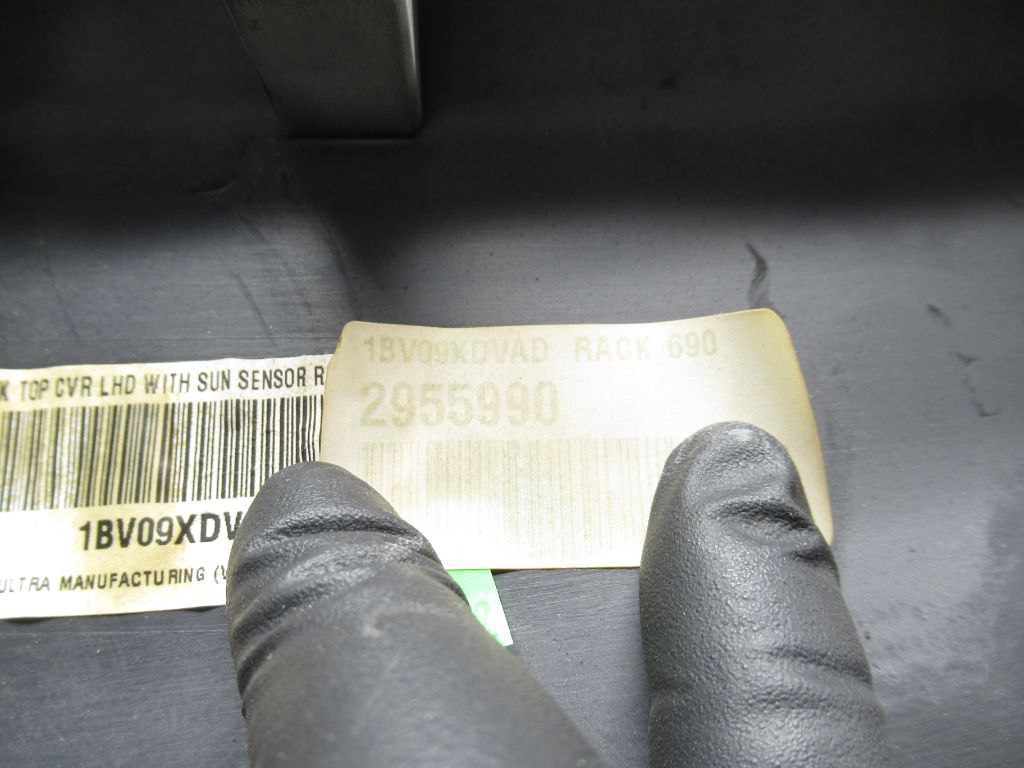 TOP CVR LHD WITH SUN SENSOR
1BV09XDV
ULTRA MANUFACTURING
1BV09XDVAD RACK 690
2955990